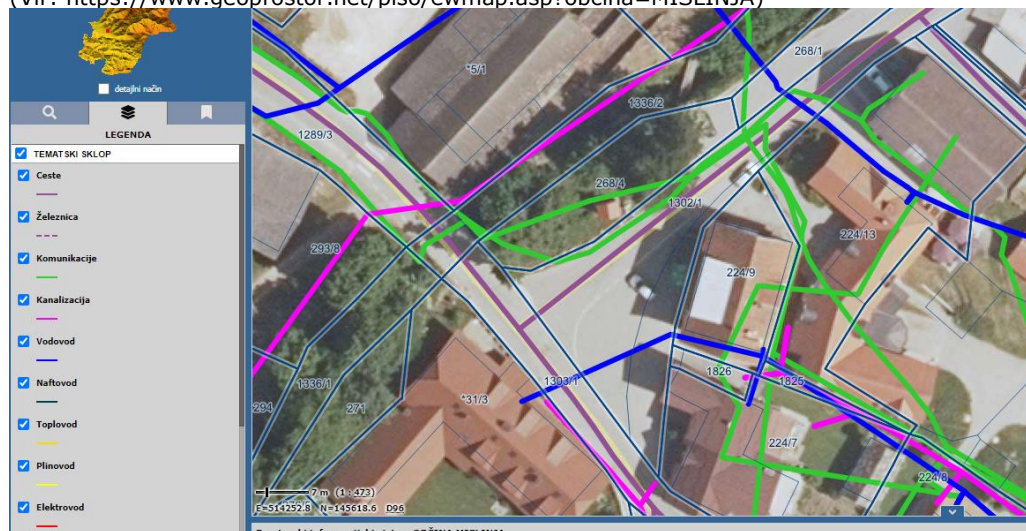 (Vir: https://www.geoprostor.net/piso/ewmap.asp?obcina=MISLINJA)
detajlni način
LEGENDA
TEMATSKI SKLOP
Ceste
Železnica
Komunikacije
Kanalizacija
Vodovod
Naftovod
Toplovod
Plinovod
Elektrovod
268/1
*5/1
1336/2
1289/3
268/4
1302/1
293/8
224/13
224/9
1303/1
1826
1825
1336/1
294
271
*31/3
224/7
224/8
7 m (1:473)
E=514252.8 N=145618.6 D96